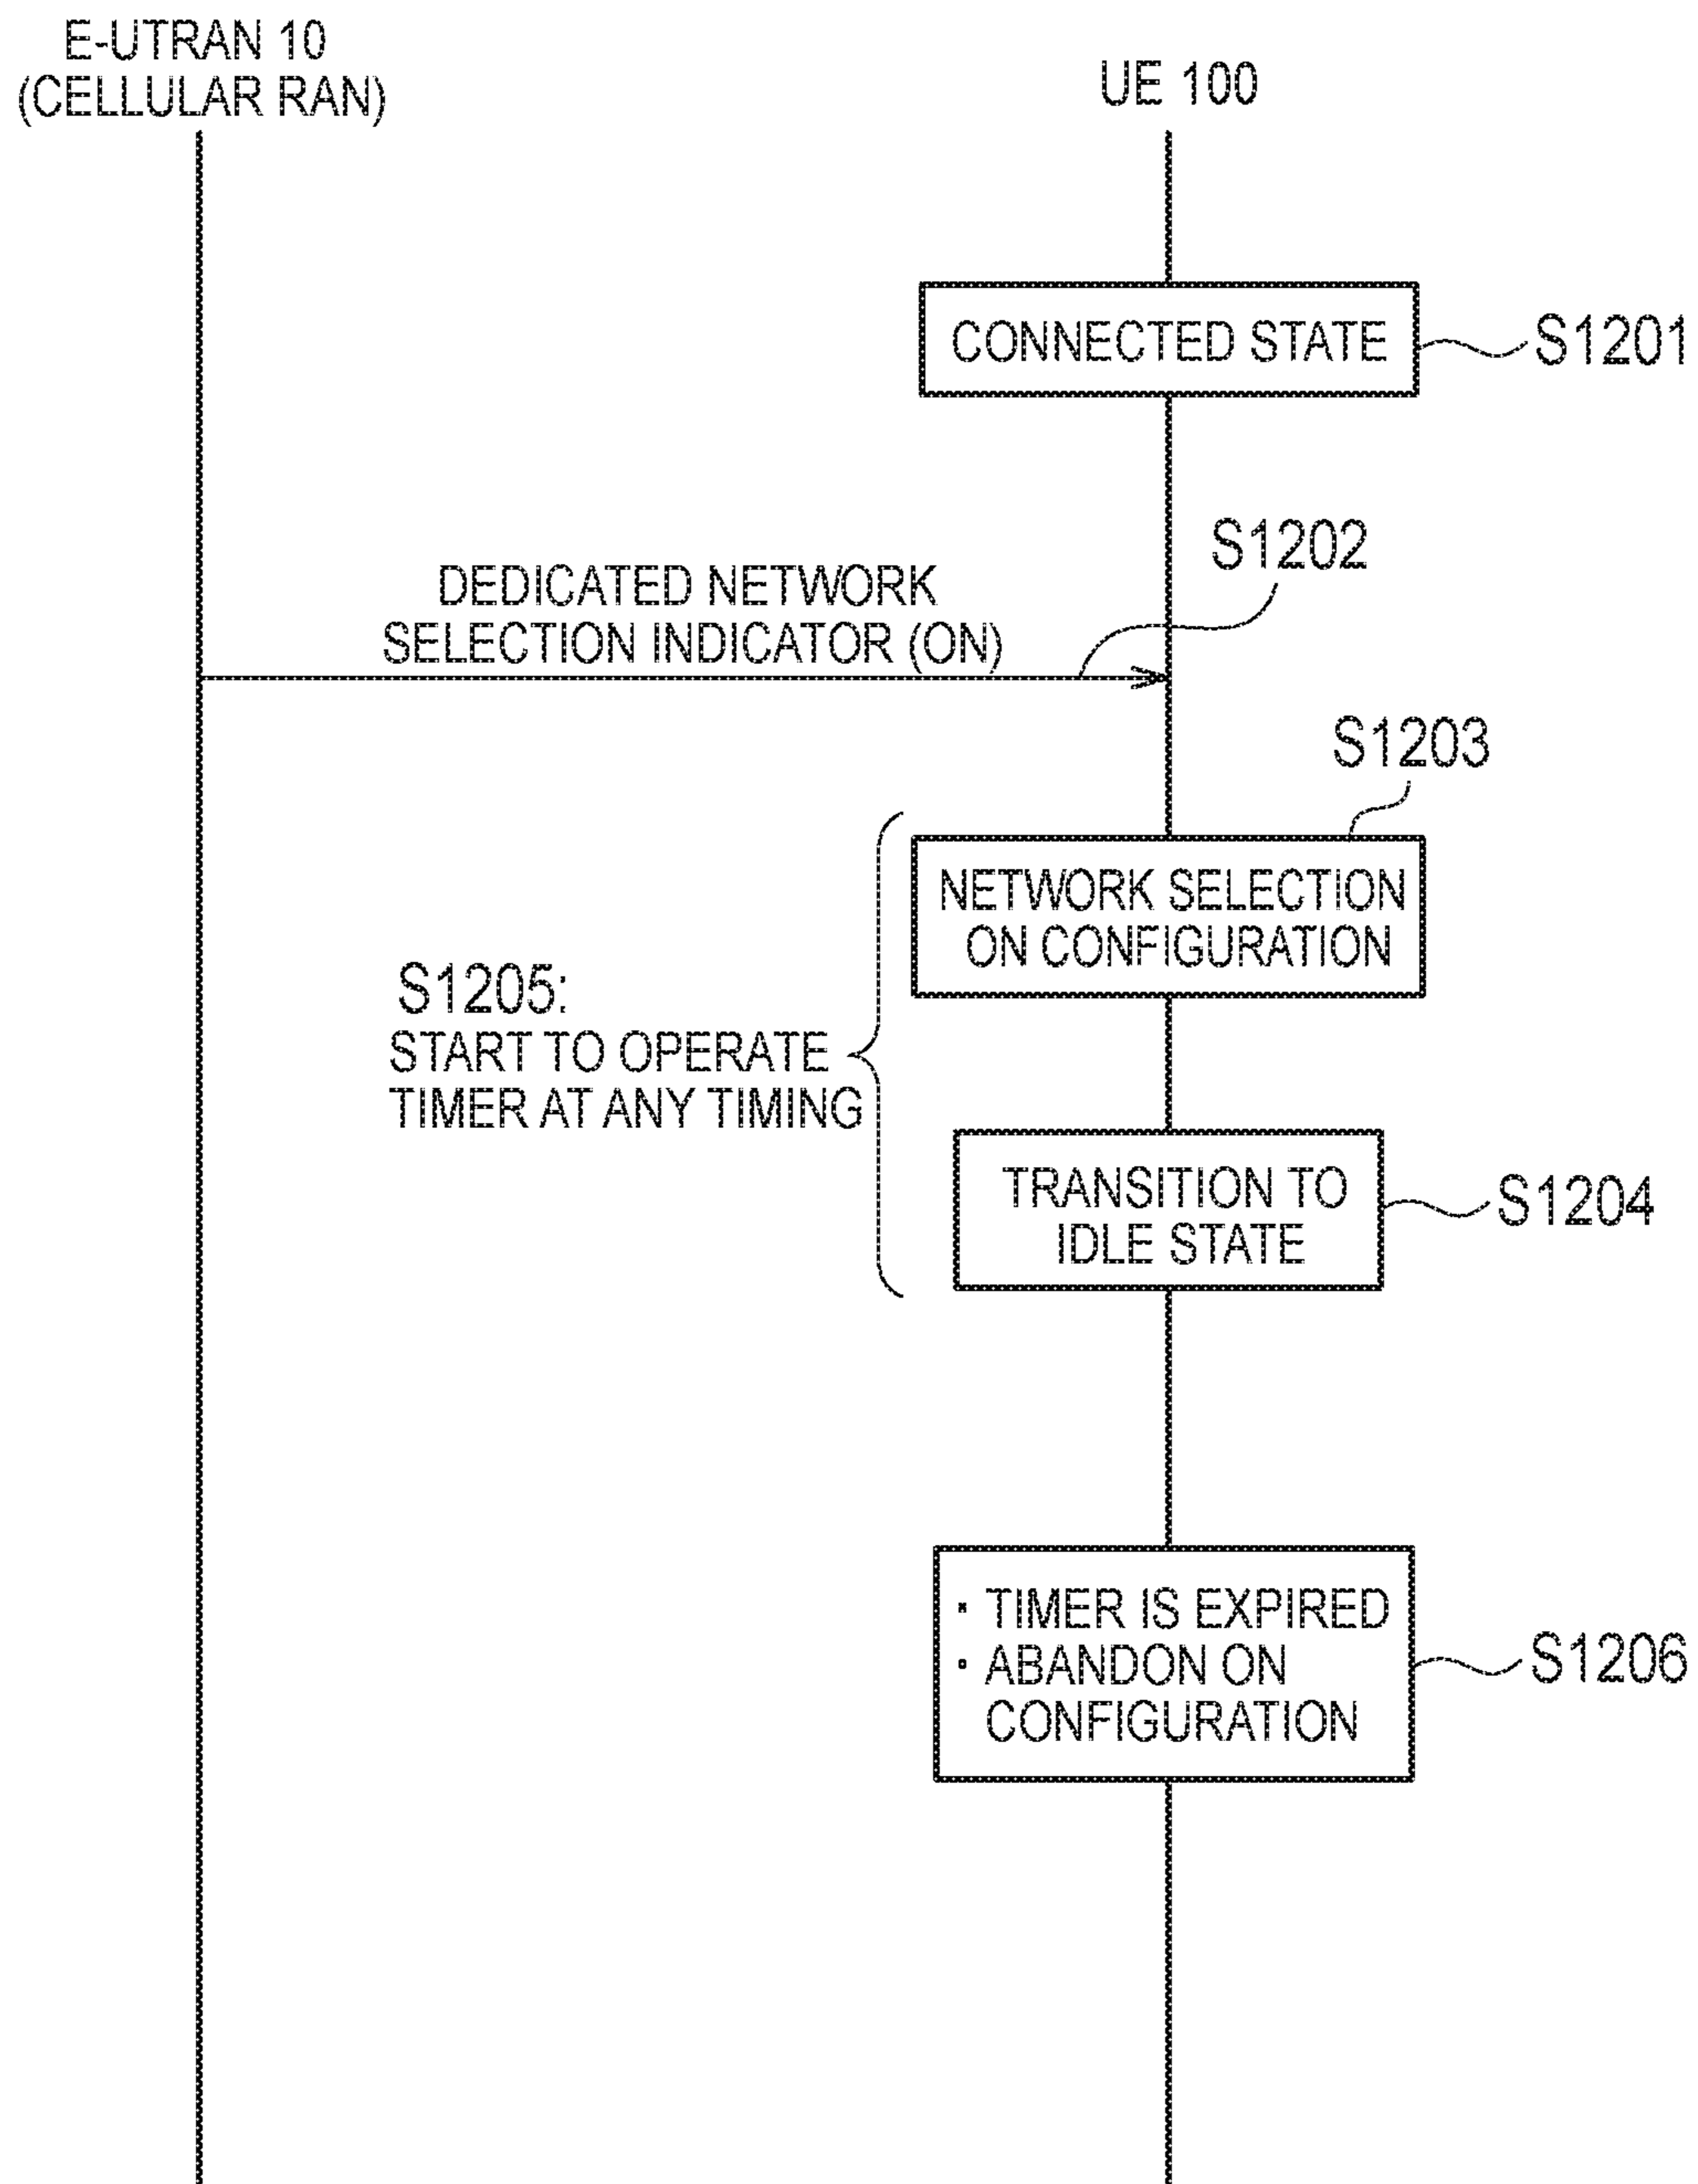 E-UTRAN 10
(CELLULAR RAN)
UE 100
CONNECTED STATE
S1201
S1202
DEDICATED NETWORK
SELECTION INDICATOR (ON)
S1203
NETWORK SELECTION
ON CONFIGURATION
S1205:
START TO OPERATE
TIMER AT ANY TIMING
TRANSITION TO
IDLE STATE
S1204
• TIMER IS EXPIRED
• ABANDON ON
CONFIGURATION
S1206